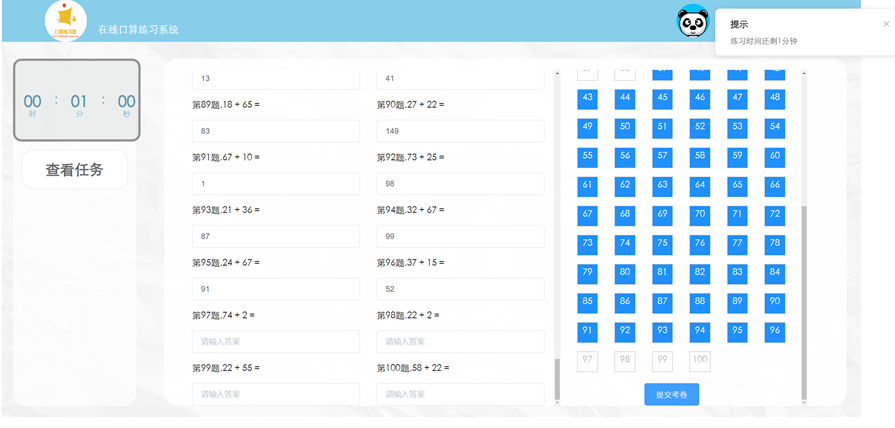 在线口算练习系统
提示
练习时间还剩1分钟
00 : 01 : 00
时 分 秒
查看任务
13 41
第89题.18 + 65 = 第90题.27 + 22 =
83 149
第91题.67 + 10 = 第92题.73 + 25 =
1 98
第93题.21 + 36 = 第94题.32 + 67 =
87 99
第95题.24 + 67 = 第96题.37 + 15 =
91 52
第97题.74 + 2 = 第98题.22 + 2 =
请输入答案 请输入答案
第99题.22 + 55 = 第100题.58 + 22 =
请输入答案 请输入答案
43 44 45 46 47 48
49 50 51 52 53 54
55 56 57 58 59 60
61 62 63 64 65 66
67 68 69 70 71 72
73 74 75 76 77 78
79 80 81 82 83 84
85 86 87 88 89 90
91 92 93 94 95 96
97 98 99 100
提交考卷